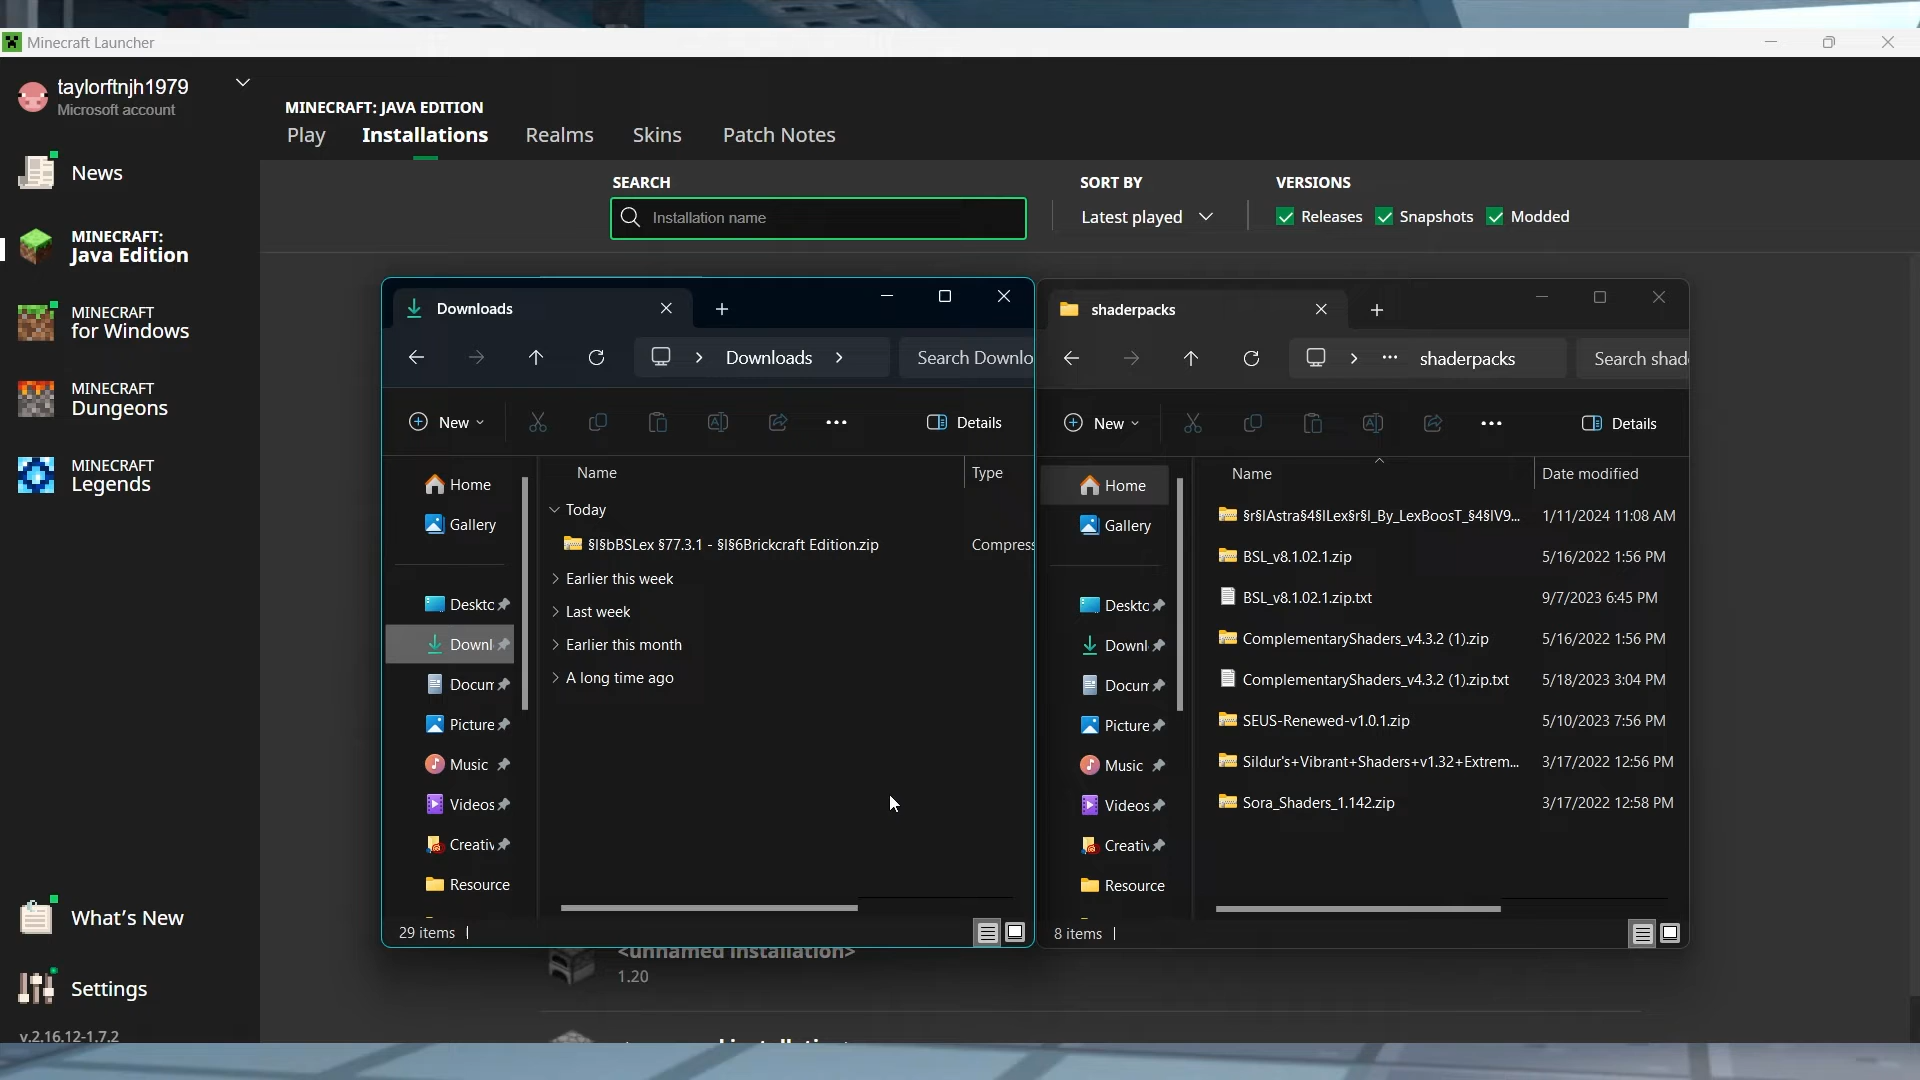 Minecraft Launcher
taylorftnjh1979
Microsoft account
News
MINECRAFT:
Java Edition
MINECRAFT
for Windows
MINECRAFT
Dungeons
MINECRAFT
Legends
What's New
Settings
v.2.16.12-1.7.2
MINECRAFT: JAVA EDITION
Play Installations Realms Skins Patch Notes
SEARCH
Installation name
SORT BY
Latest played
VERSIONS
Releases Snapshots Modded
Downloads
Downloads
Search Downlo
New
Details
Home
Gallery
Deskto
Downl
Docum
Picture
Music
Videos
Creativ
Resource
Name Type
Today
§l§bBSLex §77.3.1 - §l§6Brickcraft Edition.zip Compress
Earlier this week
Last week
Earlier this month
A long time ago
29 items
shaderpacks
... shaderpacks
Search shad
New
Details
Home
Gallery
Deskto
Downl
Docum
Picture
Music
Videos
Creativ
Resource
Name Date modified
§r§lAstra§4§lLex§r§l_By_LexBoosT_§4§lV9... 1/11/2024 11:08 AM
BSL_v8.1.02.1.zip 5/16/2022 1:56 PM
BSL_v8.1.02.1.zip.txt 9/7/2023 6:45 PM
ComplementaryShaders_v4.3.2 (1).zip 5/16/2022 1:56 PM
ComplementaryShaders_v4.3.2 (1).zip.txt 5/18/2023 3:04 PM
SEUS-Renewed-v1.0.1.zip 5/10/2023 7:56 PM
Sildur's+Vibrant+Shaders+v1.32+Extrem... 3/17/2022 12:56 PM
Sora_Shaders_1.142.zip 3/17/2022 12:58 PM
8 items
<unnamed installation>
1.20